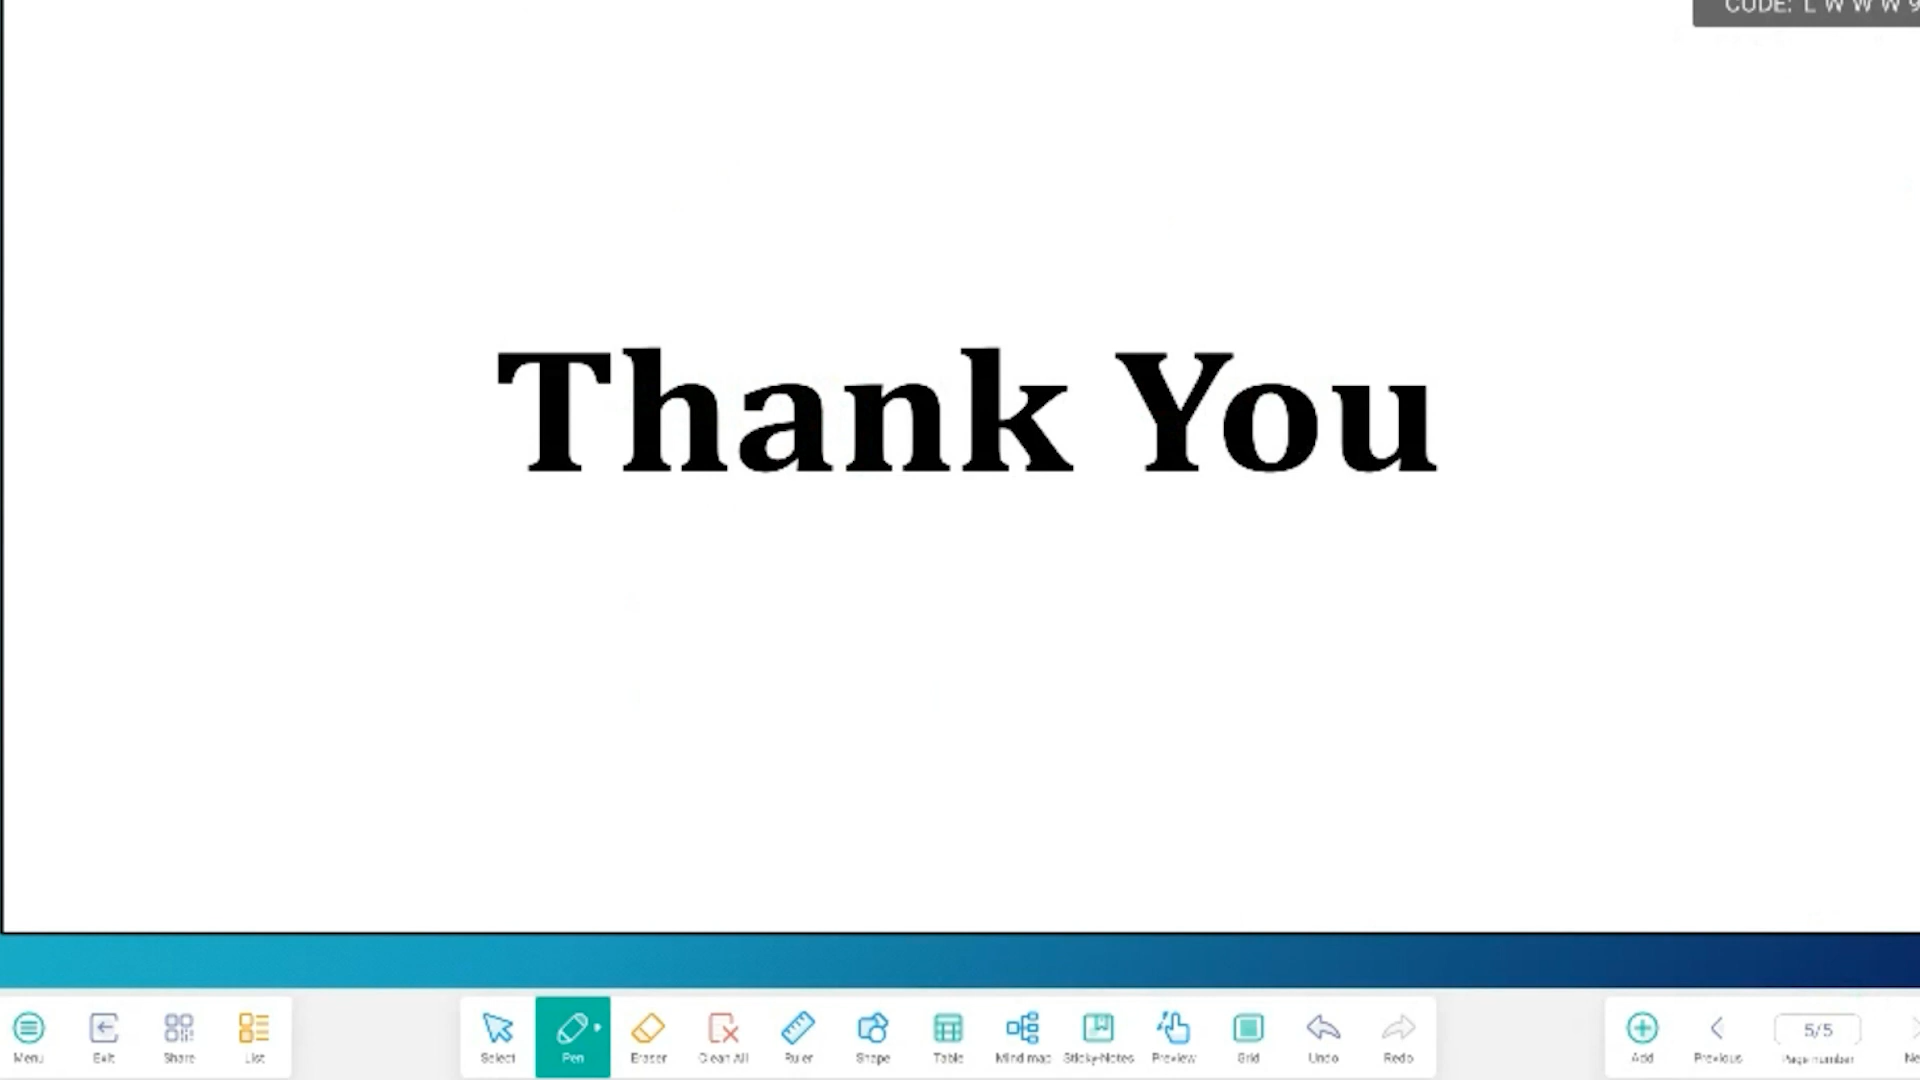 CODE: L W W W 9
Thank You
Menu Exit Share List Select Pen Eraser Clean All Ruler Shape Table Mind map Sticky-Notes Preview Grid Undo Redo Add Previous 5/5 Page number